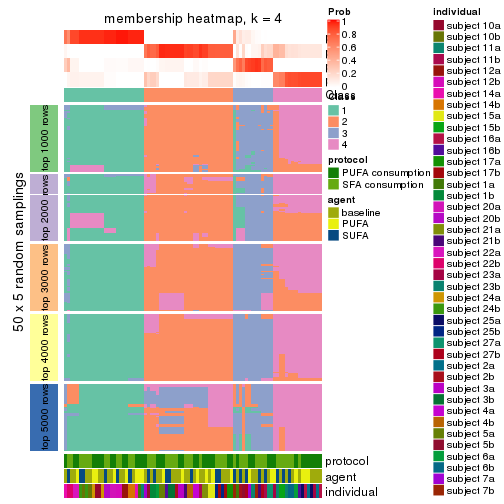 membership heatmap, k = 4
Prob
1
0.8
0.6
0.4
0.2
0
Class
Class
1
2
3
4
protocol
PUFA consumption
SFA consumption
agent
baseline
PUFA
SUFA
50 x 5 random samplings
top 1000 rows
top 2000 rows
top 3000 rows
top 4000 rows
top 5000 rows
protocol
agent
individual
individual
subject 10a
subject 10b
subject 11a
subject 11b
subject 12a
subject 12b
subject 14a
subject 14b
subject 15a
subject 15b
subject 16a
subject 16b
subject 17a
subject 17b
subject 1a
subject 1b
subject 20a
subject 20b
subject 21a
subject 21b
subject 22a
subject 22b
subject 23a
subject 23b
subject 24a
subject 24b
subject 25a
subject 25b
subject 27a
subject 27b
subject 2a
subject 2b
subject 3a
subject 3b
subject 4a
subject 4b
subject 5a
subject 5b
subject 6a
subject 6b
subject 7a
subject 7b